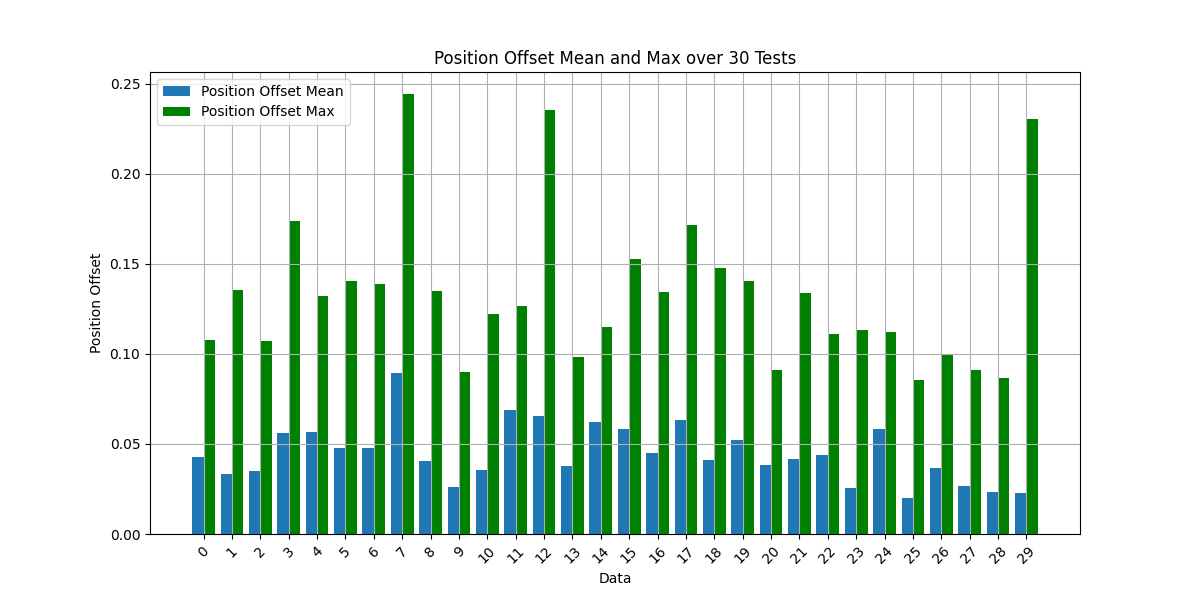 Position Offset Mean and Max over 30 Tests
Position Offset Mean
Position Offset Max
Position Offset
0.25
0.20
0.15
0.10
0.05
0.00
0 1 2 3 4 5 6 7 8 9 10 11 12 13 14 15 16 17 18 19 20 21 22 23 24 25 26 27 28 29
Data